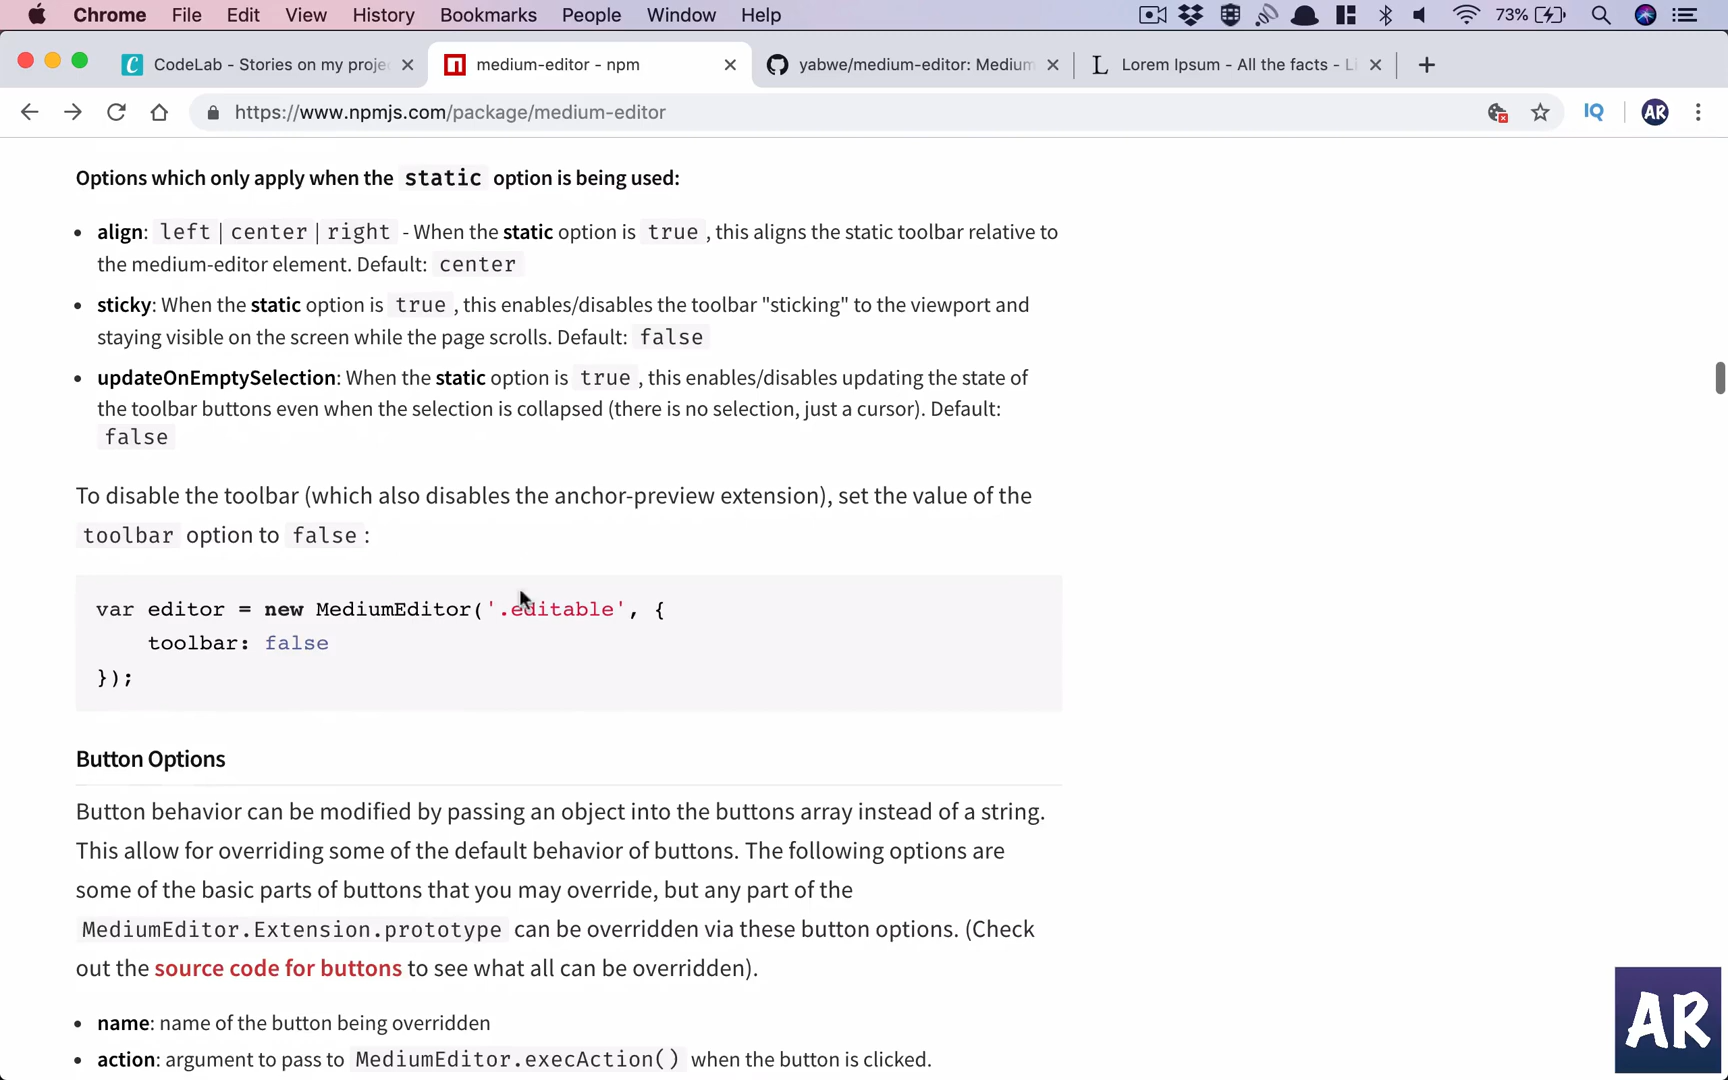 Chrome File Edit View History Bookmarks People Window Help 73%
CodeLab - Stories on my proje medium-editor - npm yabwe/medium-editor: Medium Lorem Ipsum - All the facts - Li
https://www.npmjs.com/package/medium-editor IQ AR
Options which only apply when the static option is being used:
• align: left | center | right - When the static option is true, this aligns the static toolbar relative to
the medium-editor element. Default: center
• sticky: When the static option is true, this enables/disables the toolbar "sticking" to the viewport and
staying visible on the screen while the page scrolls. Default: false
• updateOnEmptySelection: When the static option is true, this enables/disables updating the state of
the toolbar buttons even when the selection is collapsed (there is no selection, just a cursor). Default:
false
To disable the toolbar (which also disables the anchor-preview extension), set the value of the
toolbar option to false:
var editor = new MediumEditor('.editable', {
toolbar: false
});
Button Options
Button behavior can be modified by passing an object into the buttons array instead of a string.
This allow for overriding some of the default behavior of buttons. The following options are
some of the basic parts of buttons that you may override, but any part of the
MediumEditor.Extension.prototype can be overridden via these button options. (Check
out the source code for buttons to see what all can be overridden).
• name: name of the button being overridden
• action: argument to pass to MediumEditor.execAction() when the button is clicked.
AR